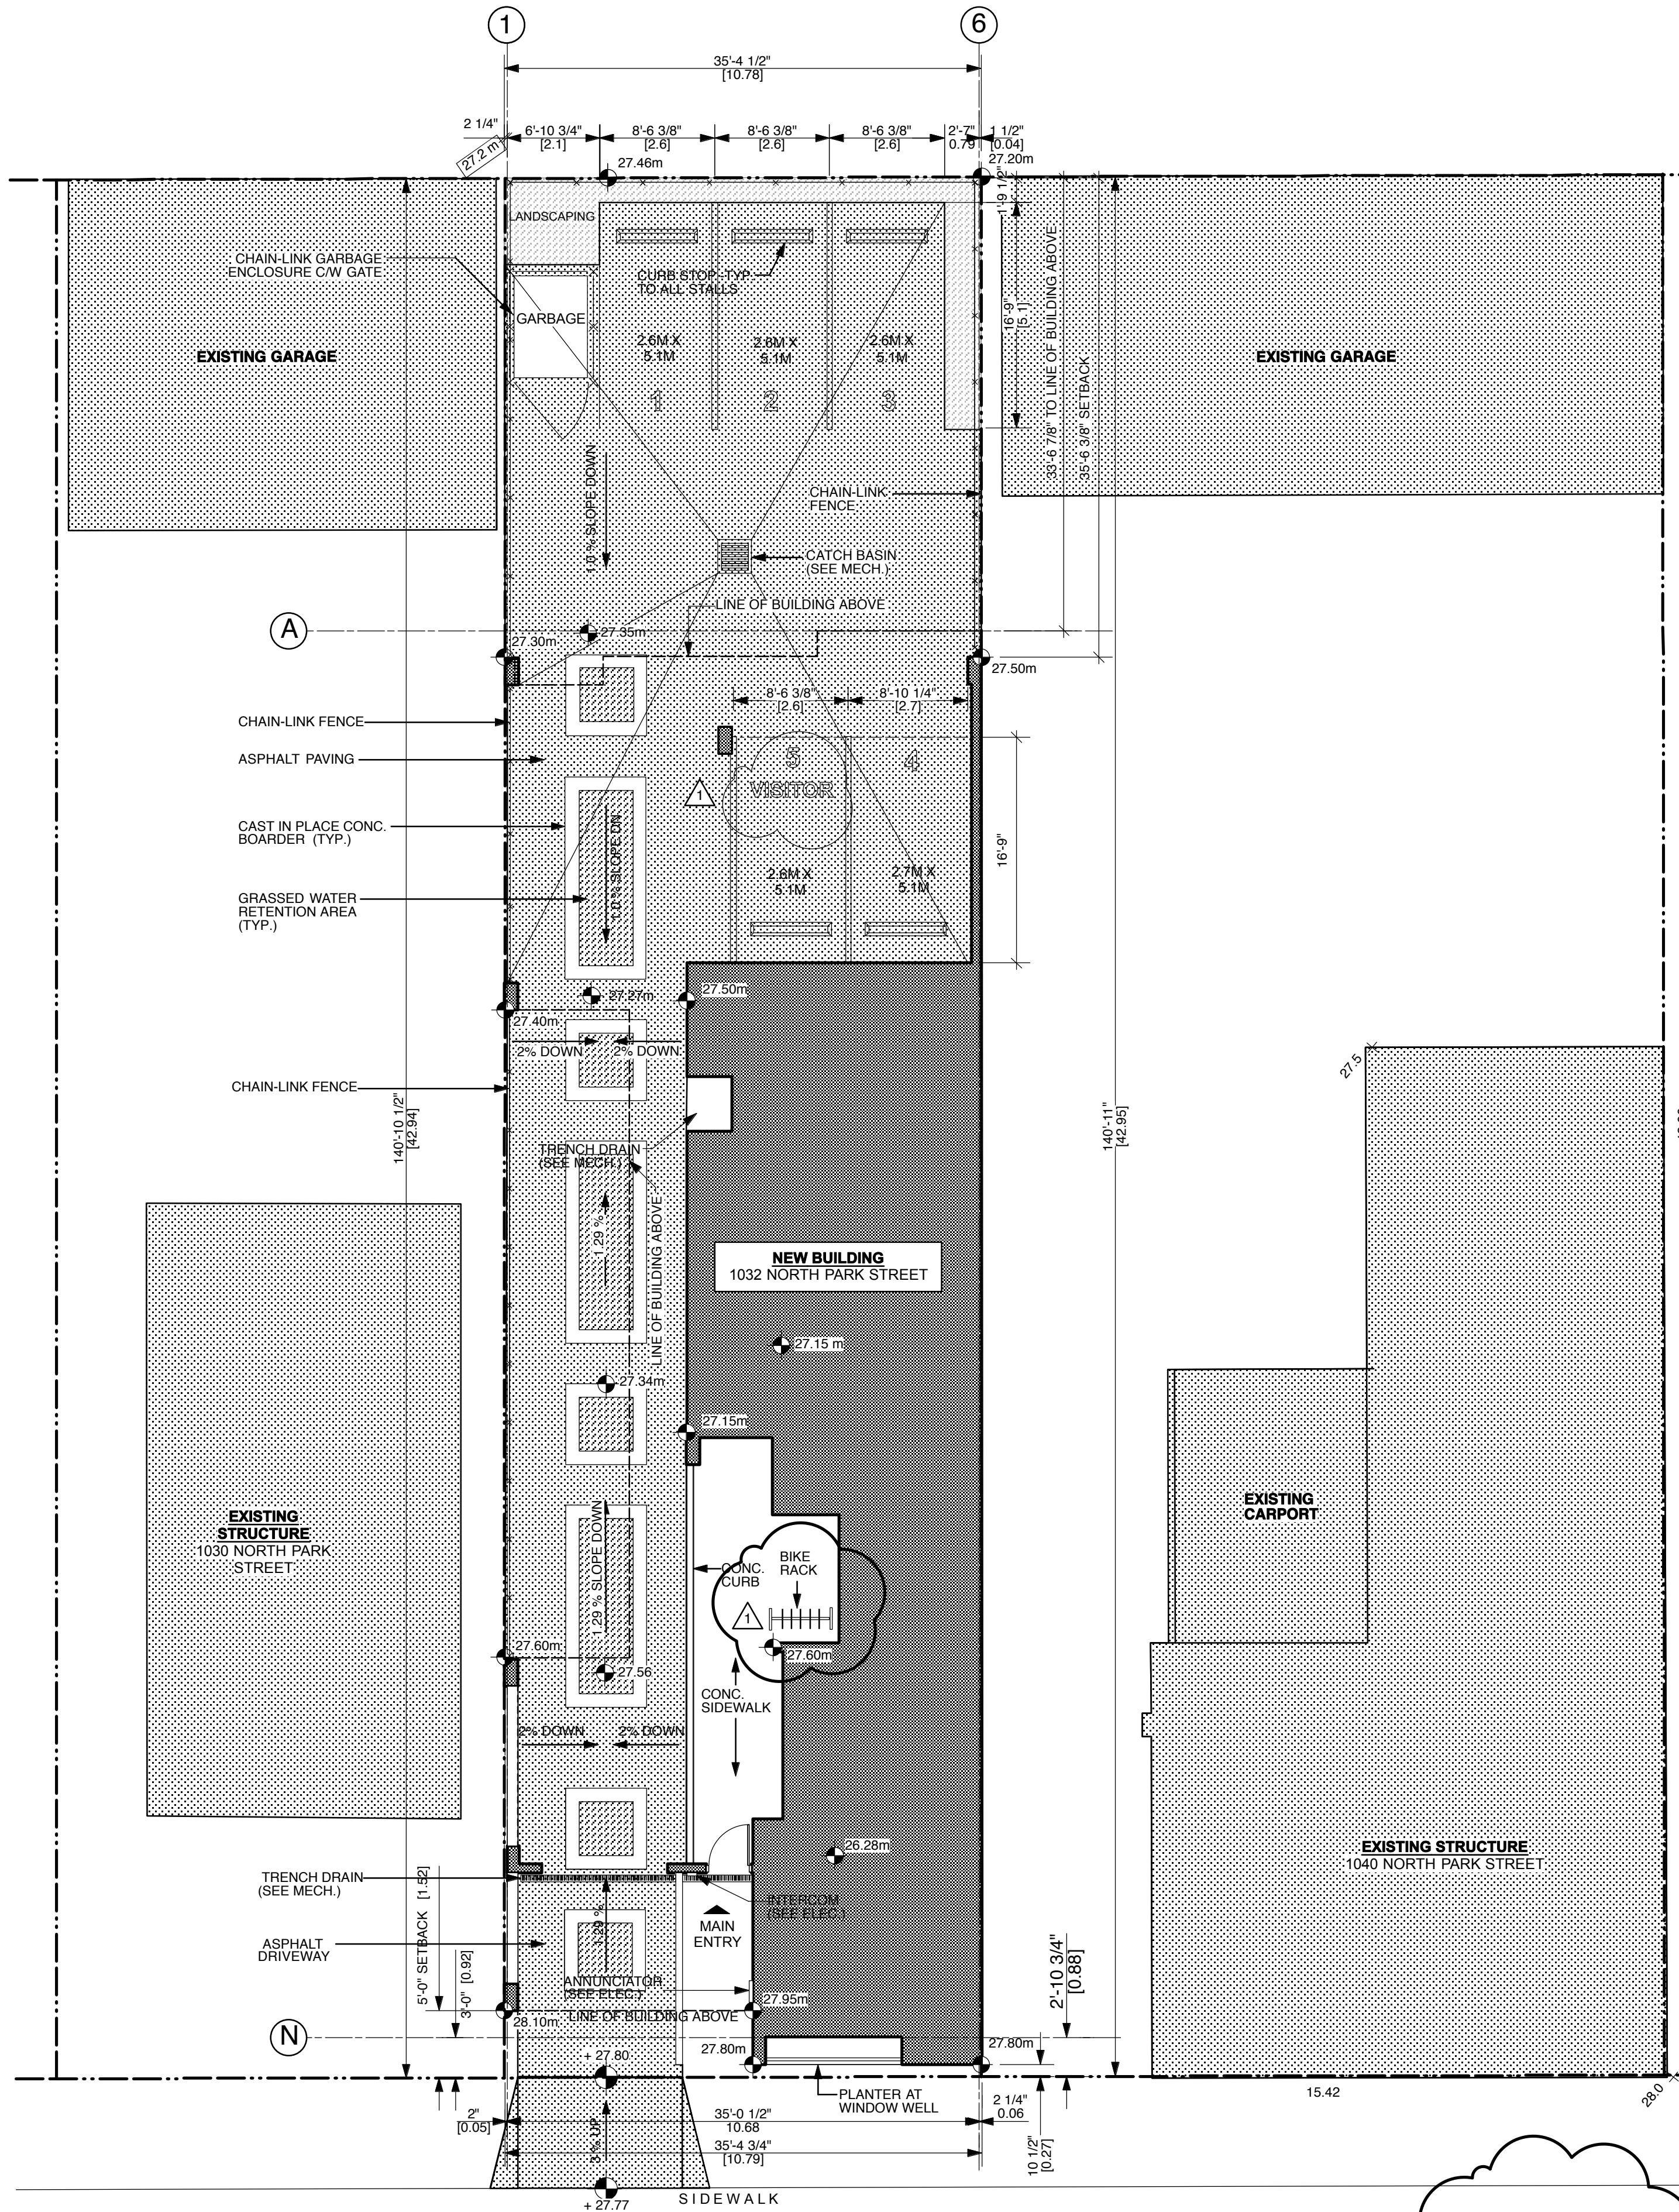 1
6
35'-4 1/2"
[10.78]
2 1/4"
6'-10 3/4"
[2.1]
8'-6 3/8"
[2.6]
8'-6 3/8"
[2.6]
8'-6 3/8"
[2.6]
2'-7"
0.79
1 1/2"
[0.04]
27.2 m
27.46m
27.20m
1'-9 1/2"
LANDSCAPING
CHAIN-LINK GARBAGE
ENCLOSURE C/W GATE
GARBAGE
CURB STOP -TYP
TO ALL STALLS
EXISTING GARAGE
2.6M X
5.1M
2.6M X
5.1M
2.6M X
5.1M
1
2
3
16'-9"
[5.1]
33'-6 7/8" TO LINE OF BUILDING ABOVE
35'-6 3/8" SETBACK
EXISTING GARAGE
1.0 % SLOPE DOWN
CHAIN-LINK
FENCE
CATCH BASIN
(SEE MECH.)
LINE OF BUILDING ABOVE
A
27.30m
27.35m
27.50m
8'-6 3/8"
[2.6]
8'-10 1/4"
[2.7]
CHAIN-LINK FENCE
ASPHALT PAVING
5
VISITOR
4
1
CAST IN PLACE CONC.
BOARDER (TYP.)
1.0 % SLOPE DN
16'-9"
2.6M X
5.1M
2.7M X
5.1M
GRASSED WATER
RETENTION AREA
(TYP.)
27.27m
27.50m
27.40m
2% DOWN
2% DOWN
27.5
CHAIN-LINK FENCE
140'-10 1/2"
[42.94]
140'-11"
[42.95]
TRENCH DRAIN
(SEE MECH.)
1.29 %
LINE OF BUILDING ABOVE
NEW BUILDING
1032 NORTH PARK STREET
27.15 m
27.34m
27.15m
EXISTING
STRUCTURE
1030 NORTH PARK
STREET
EXISTING
CARPORT
1.29 % SLOPE DOWN
CONC.
CURB
BIKE
RACK
1
27.60m
27.60m
27.56
CONC.
SIDEWALK
2% DOWN
2% DOWN
26.28m
EXISTING STRUCTURE
1040 NORTH PARK STREET
TRENCH DRAIN
(SEE MECH.)
INTERCOM
(SEE ELEC.)
1.29 %
MAIN
ENTRY
ASPHALT
DRIVEWAY
5'-0" SETBACK [1.52]
3'-0" [0.92]
ANNUNCIATOR
(SEE ELEC.)
2'-10 3/4"
[0.88]
27.95m
28.10m
LINE OF BUILDING ABOVE
N
27.80m
27.80m
+ 27.80
PLANTER AT
WINDOW WELL
15.42
28.0
2"
[0.05]
35'-0 1/2"
10.68
2 1/4"
0.06
35'-4 3/4"
[10.79]
10 1/2"
[0.27]
3 % UP
SIDEWALK
+ 27.77